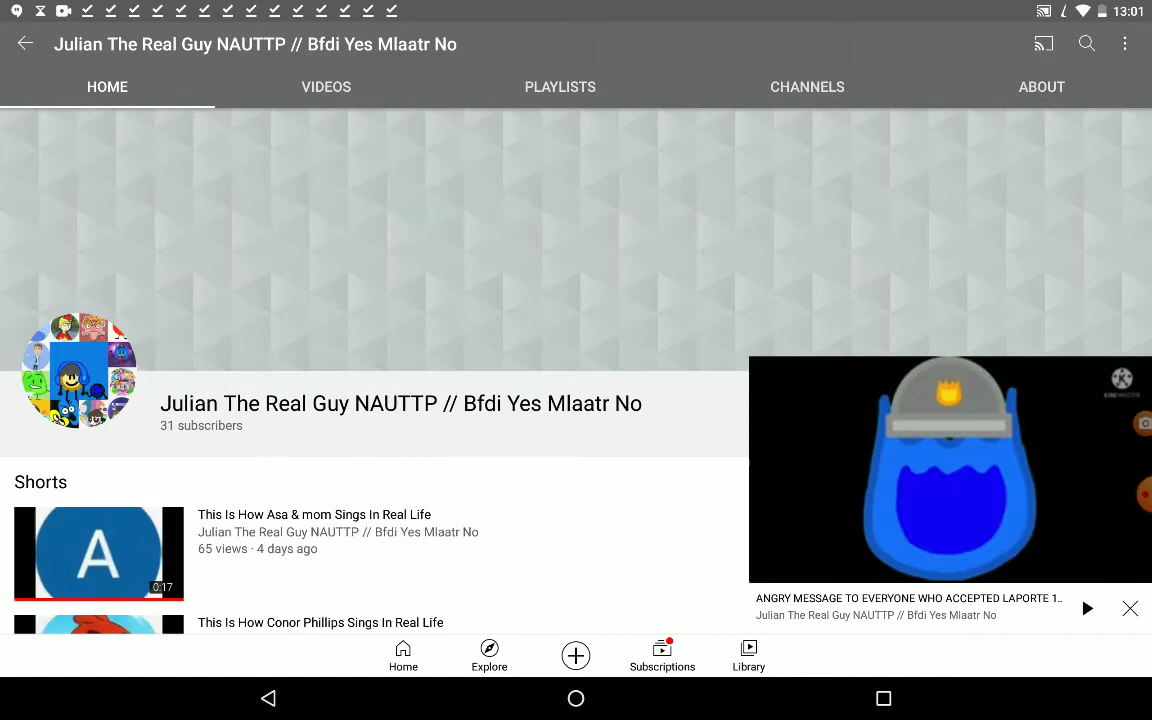 13:01
Julian The Real Guy NAUTTP // Bfdi Yes Mlaatr No
HOME
VIDEOS
PLAYLISTS
CHANNELS
ABOUT
Julian The Real Guy NAUTTP // Bfdi Yes Mlaatr No
31 subscribers
Shorts
This Is How Asa & mom Sings In Real Life
Julian The Real Guy NAUTTP // Bfdi Yes Mlaatr No
65 views · 4 days ago
A
0:17
This Is How Conor Phillips Sings In Real Life
KINEMASTER
ANGRY MESSAGE TO EVERYONE WHO ACCEPTED LAPORTE 1..
Julian The Real Guy NAUTTP // Bfdi Yes Mlaatr No
Home
Explore
Subscriptions
Library